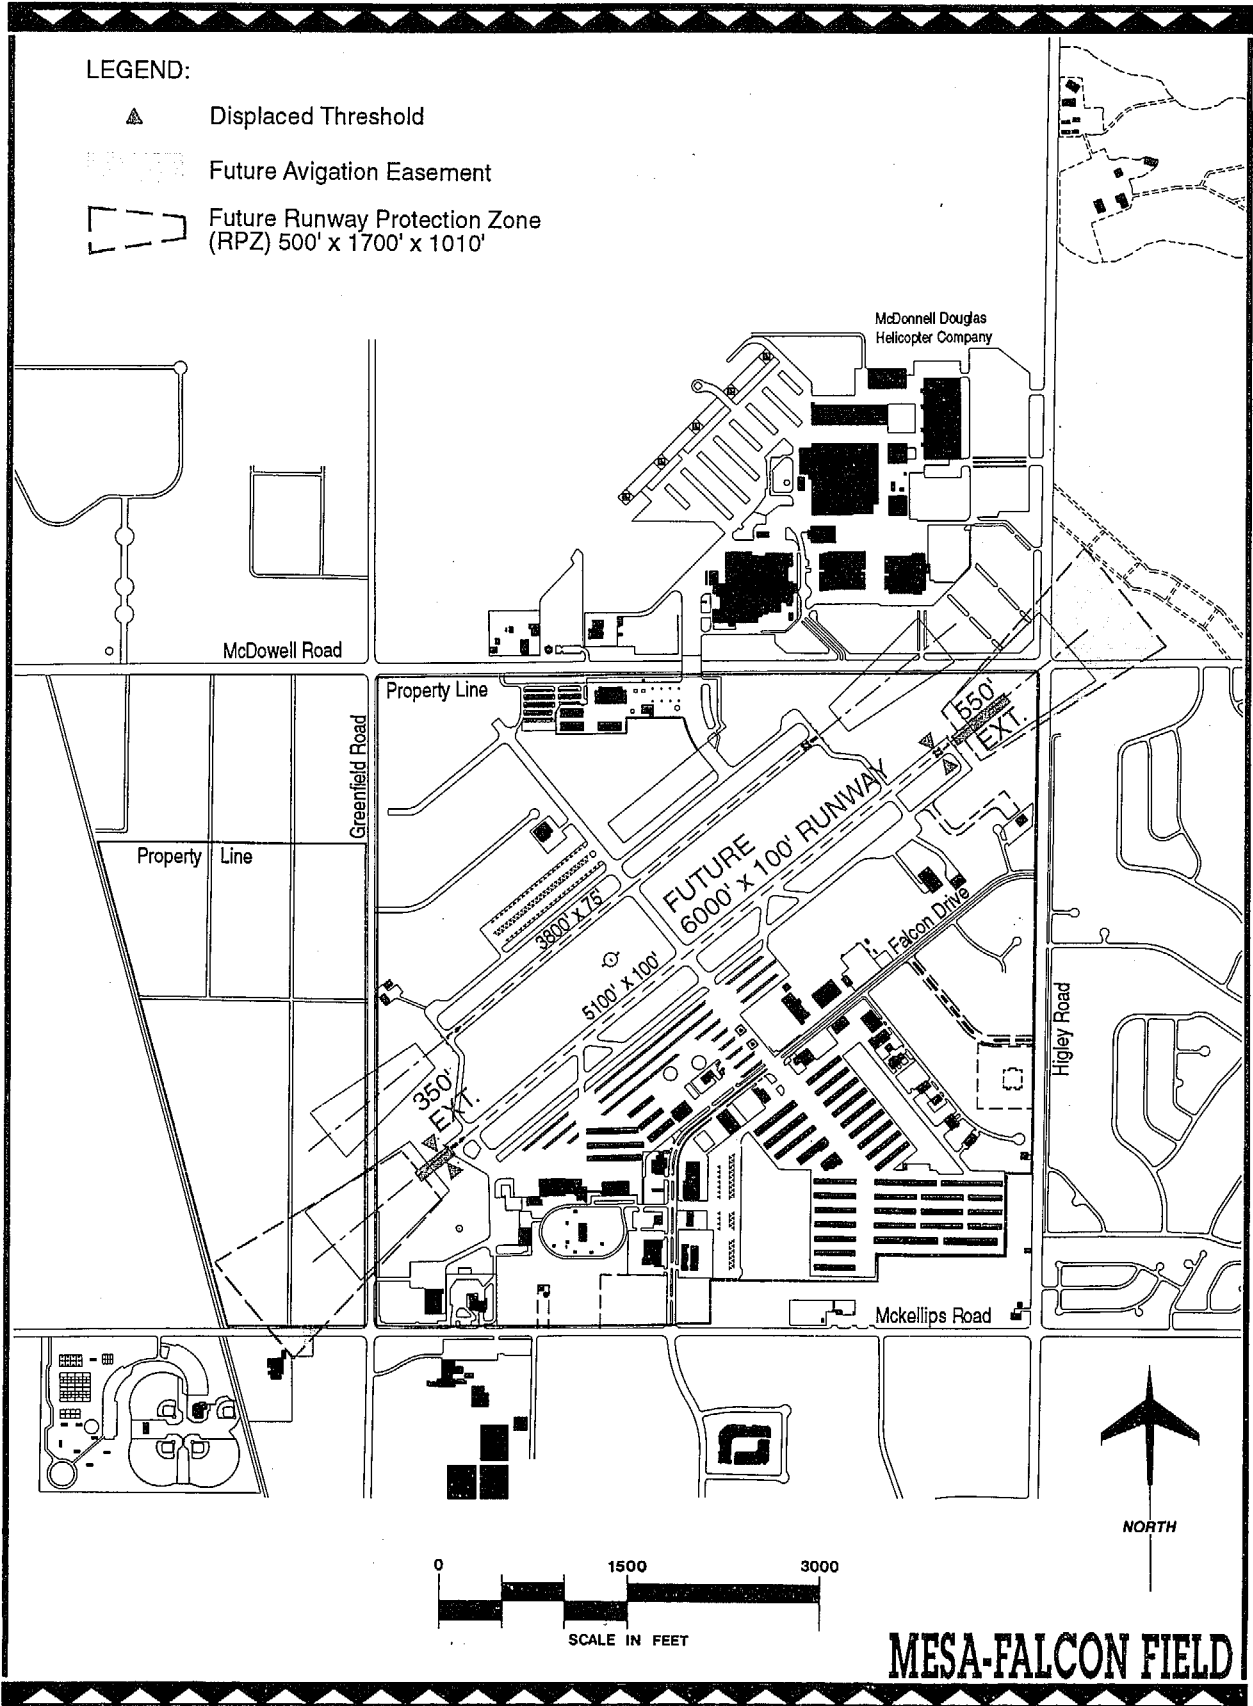 LEGEND:
Displaced Threshold
Future Avigation Easement
Future Runway Protection Zone
(RPZ) 500' x 1700' x 1010'
McDonnell Douglas
Helicopter Company
McDowell Road
Property Line
Greenfield Road
550'
EXT.
Property Line
FUTURE
6000' x 100' RUNWAY
3800' x 75'
5100' x 100'
Falcon Drive
Higley Road
350'
EXT.
Mckellips Road
NORTH
0 1500 3000
SCALE IN FEET
MESA-FALCON FIELD